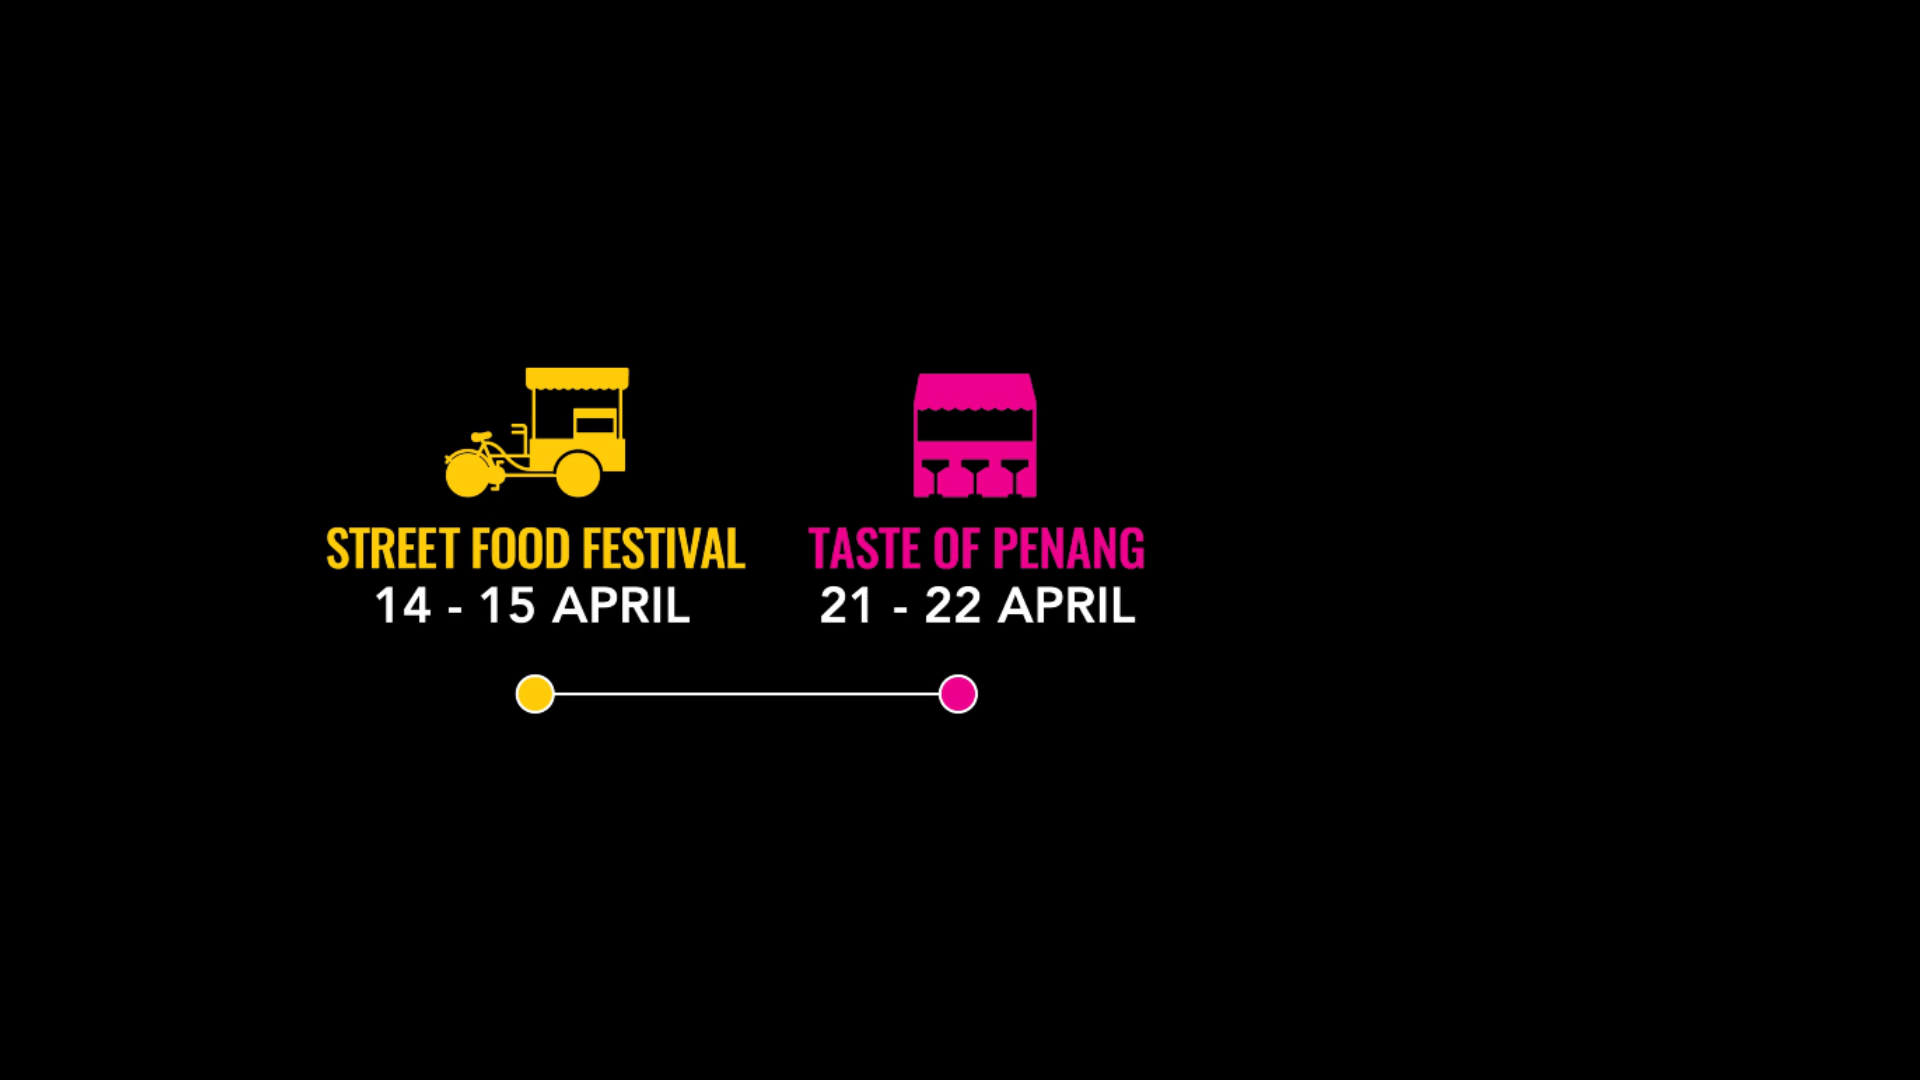 STREET FOOD FESTIVAL
14 - 15 APRIL
TASTE OF PENANG
21 - 22 APRIL